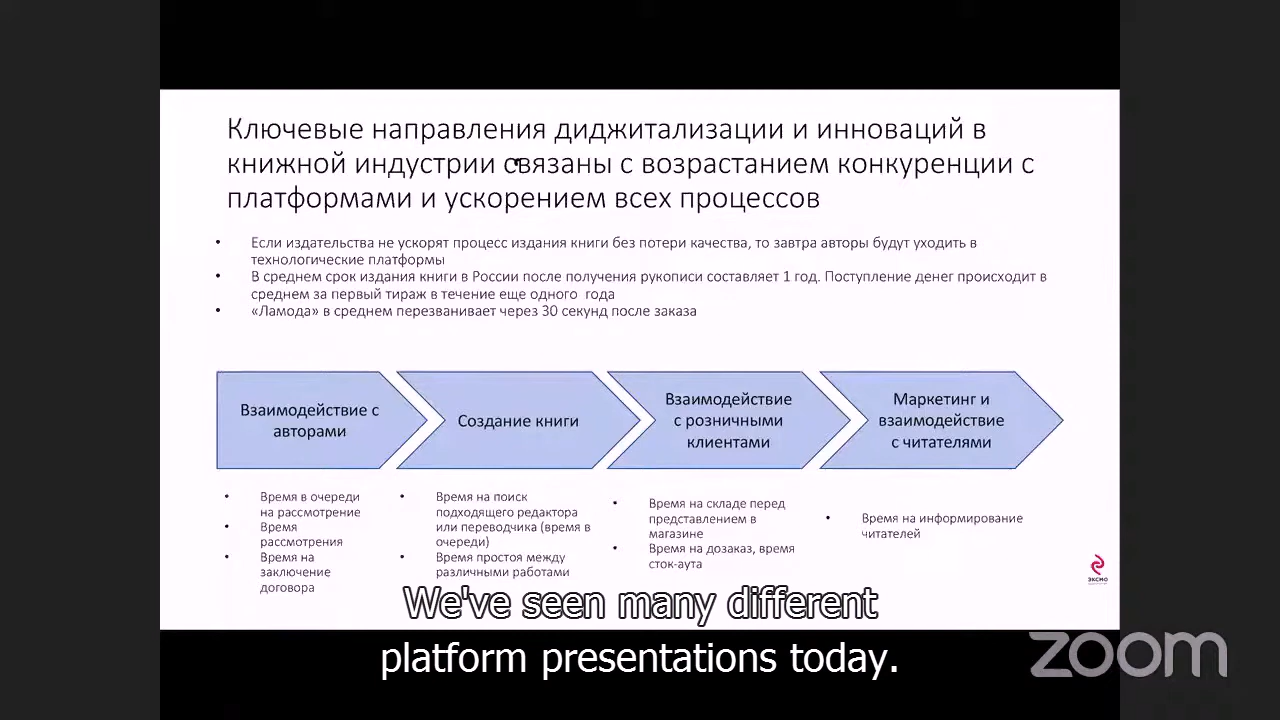 Ключевые направления диджитализации и инноваций в
книжной индустрии связаны с возрастанием конкуренции с
платформами и ускорением всех процессов
• Если издательства не ускорят процесс издания книги без потери качества, то завтра авторы будут уходить в
технологические платформы
• В среднем срок издания книги в России после получения рукописи составляет 1 год. Поступление денег происходит в
среднем за первый тираж в течение еще одного года
• «Ламода» в среднем перезванивает через 30 секунд после заказа
Взаимодействие с
авторами
Создание книги
Взаимодействие
с розничными
клиентами
Маркетинг и
взаимодействие
с читателями
• Время в очереди
на рассмотрение
• Время
рассмотрения
• Время на
заключение
договора
• Время на поиск
подходящего редактора
или переводчика (время в
очереди)
• Время простоя между
различными работами
• Время на складе перед
представлением в
магазине
• Время на дозаказ, время
сток-аута
• Время на информирование
читателей
эксмо
We've seen many different
platform presentations today.
zoom